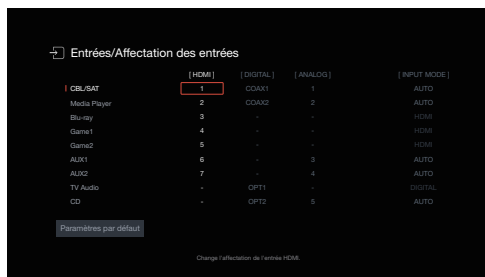 Entrées/Affectation des entrées
[ HDMI ] [ DIGITAL ] [ ANALOG ] [ INPUT MODE ]
CBL/SAT 1 COAX1 1 AUTO
Media Player 2 COAX2 2 AUTO
Blu-ray 3 - - HDMI
Game1 4 - - HDMI
Game2 5 - - HDMI
AUX1 6 - 3 AUTO
AUX2 7 - 4 AUTO
TV Audio - OPT1 - DIGITAL
CD - OPT2 5 AUTO
Paramètres par défaut
Change l'affectation de l'entrée HDMI.